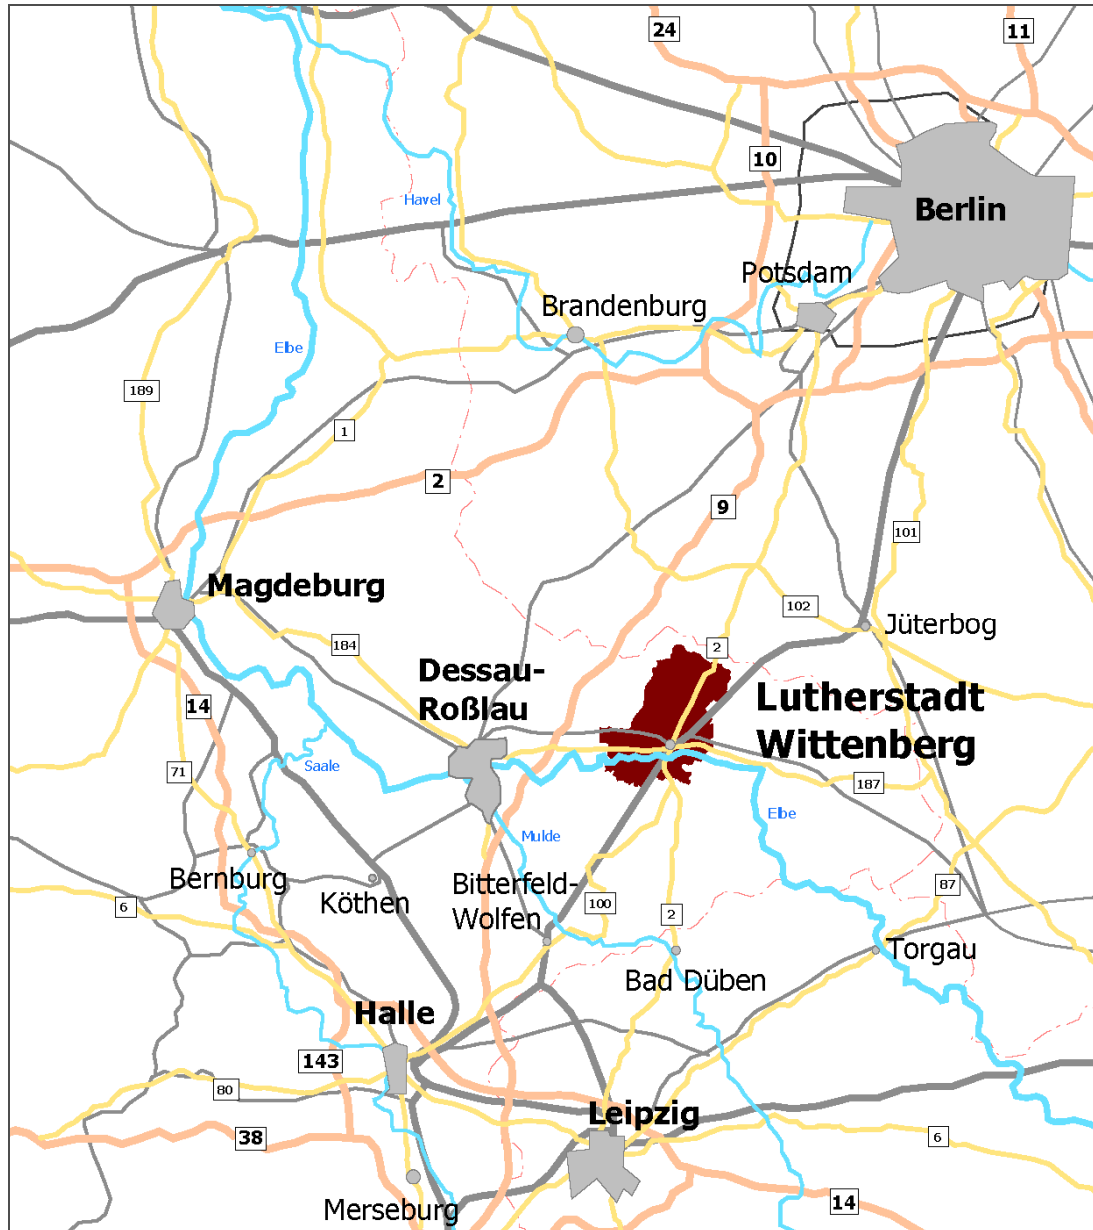 24
11
10
Havel
Berlin
Potsdam
Brandenburg
Elbe
189
1
2
9
101
Magdeburg
102
184
2
Jüterbog
Dessau-
Roßlau
Lutherstadt
Wittenberg
14
71
Saale
187
Elbe
Mulde
Bernburg
Köthen
Bitterfeld-
Wolfen
87
6
100
2
Torgau
Bad Düben
Halle
143
80
Leipzig
38
6
Merseburg
14